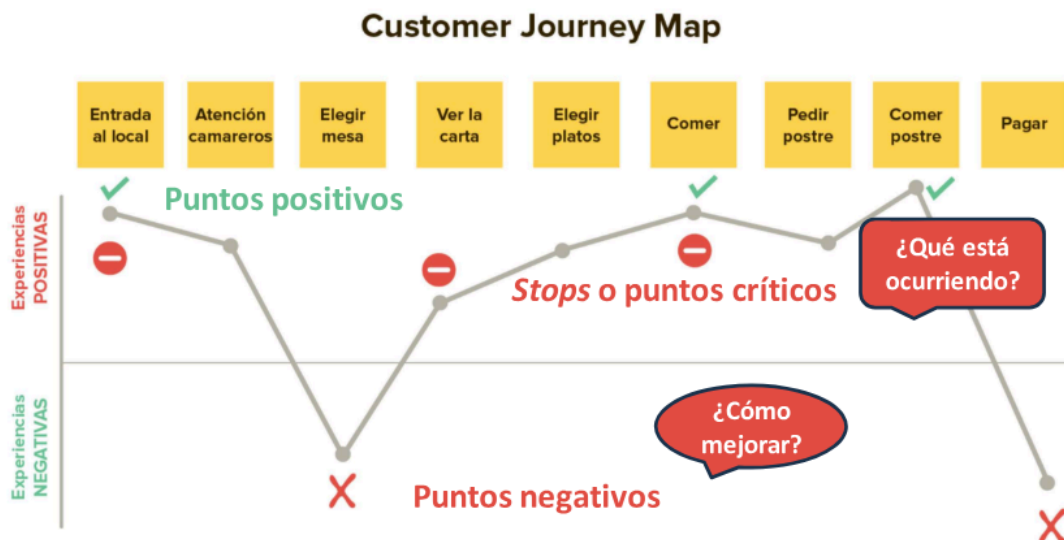 Customer Journey Map
Entrada
al local
Atención
camareros
Elegir
mesa
Ver la
carta
Elegir
platos
Comer
Pedir
postre
Comer
postre
Pagar
Puntos positivos
Experiencias
POSITIVAS
¿Qué está
ocurriendo?
Stops o puntos críticos
Experiencias
NEGATIVAS
¿Cómo
mejorar?
Puntos negativos